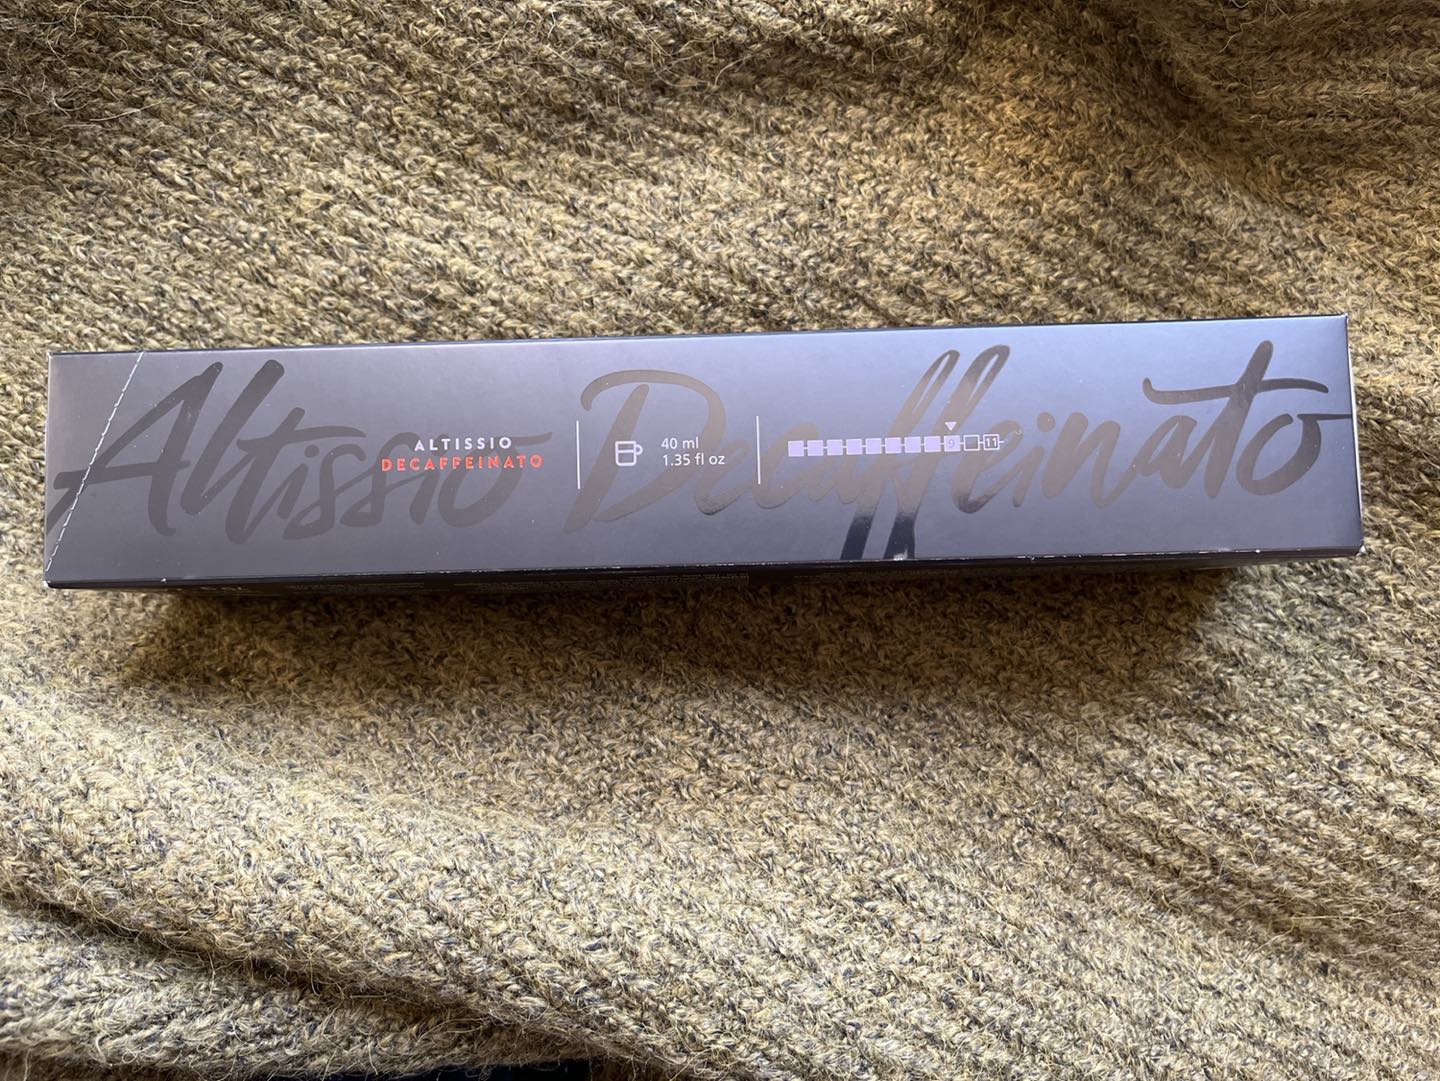 Altissio Decaffeinato
ALTISSIO
DECAFFEINATO
40 ml
1.35 fl oz
9
11